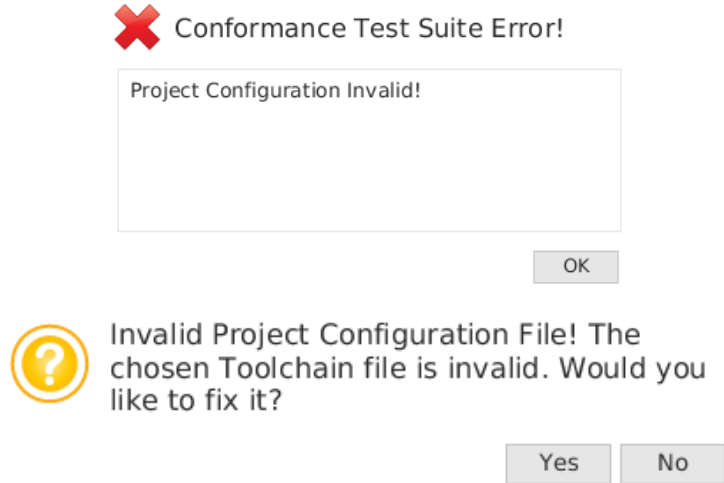 Conformance Test Suite Error!
Project Configuration Invalid!
OK
Invalid Project Configuration File! The
chosen Toolchain file is invalid. Would you
like to fix it?
Yes No